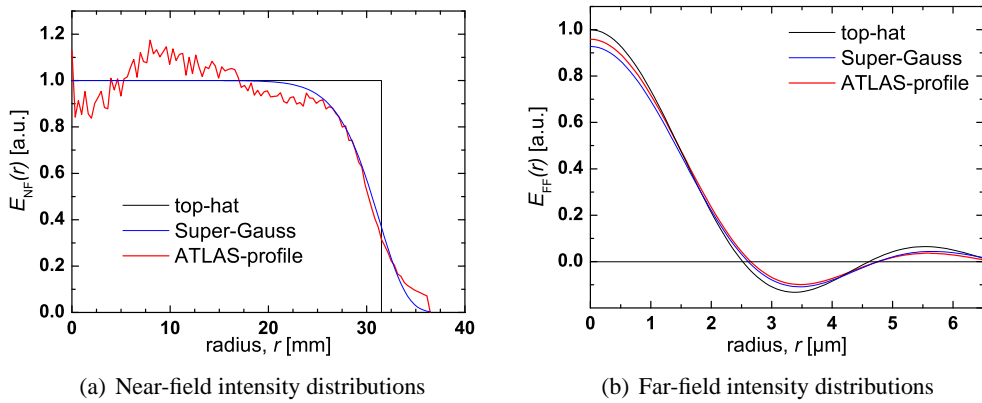 1.2
1.0
0.8
0.6
0.4
0.2
0.0
E_NF(r) [a.u.]
top-hat
Super-Gauss
ATLAS-profile
0 10 20 30 40
radius, r [mm]
(a) Near-field intensity distributions
1.0
0.8
0.6
0.4
0.2
0.0
E_FF(r) [a.u.]
top-hat
Super-Gauss
ATLAS-profile
0 1 2 3 4 5 6
radius, r [µm]
(b) Far-field intensity distributions